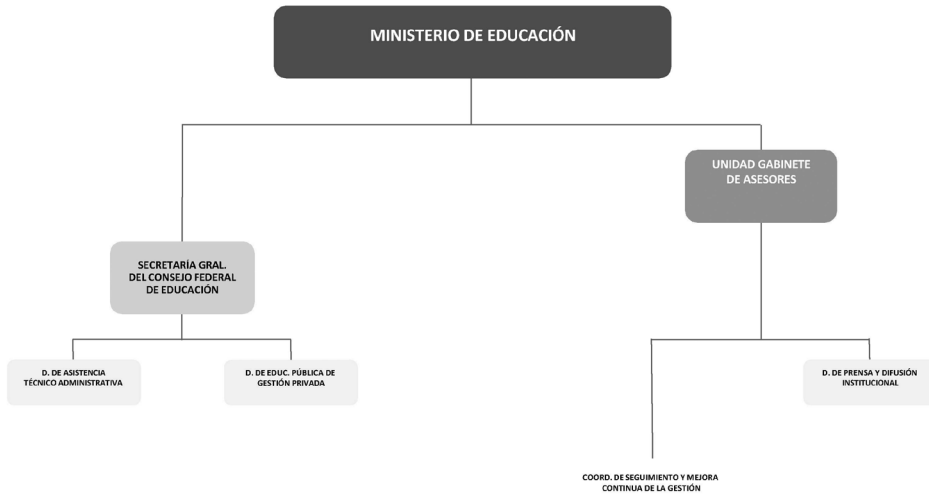 MINISTERIO DE EDUCACIÓN
UNIDAD GABINETE
DE ASESORES
SECRETARÍA GRAL.
DEL CONSEJO FEDERAL
DE EDUCACIÓN
D. DE ASISTENCIA
TÉCNICO ADMINISTRATIVA
D. DE EDUC. PÚBLICA DE
GESTIÓN PRIVADA
D. DE PRENSA Y DIFUSIÓN
INSTITUCIONAL
COORD. DE SEGUIMIENTO Y MEJORA
CONTINUA DE LA GESTIÓN